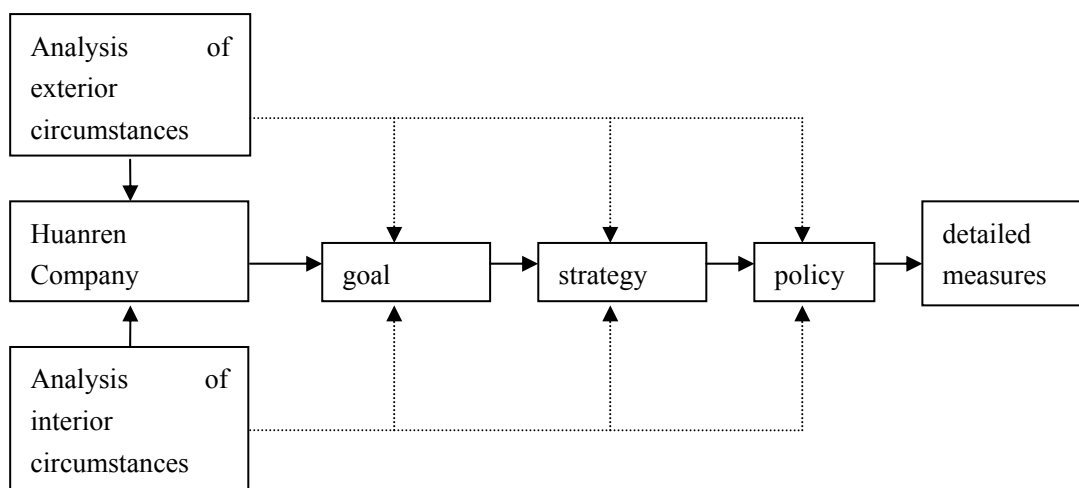 Analysis of
exterior
circumstances
Huanren
Company
goal
strategy
policy
detailed
measures
Analysis of
interior
circumstances